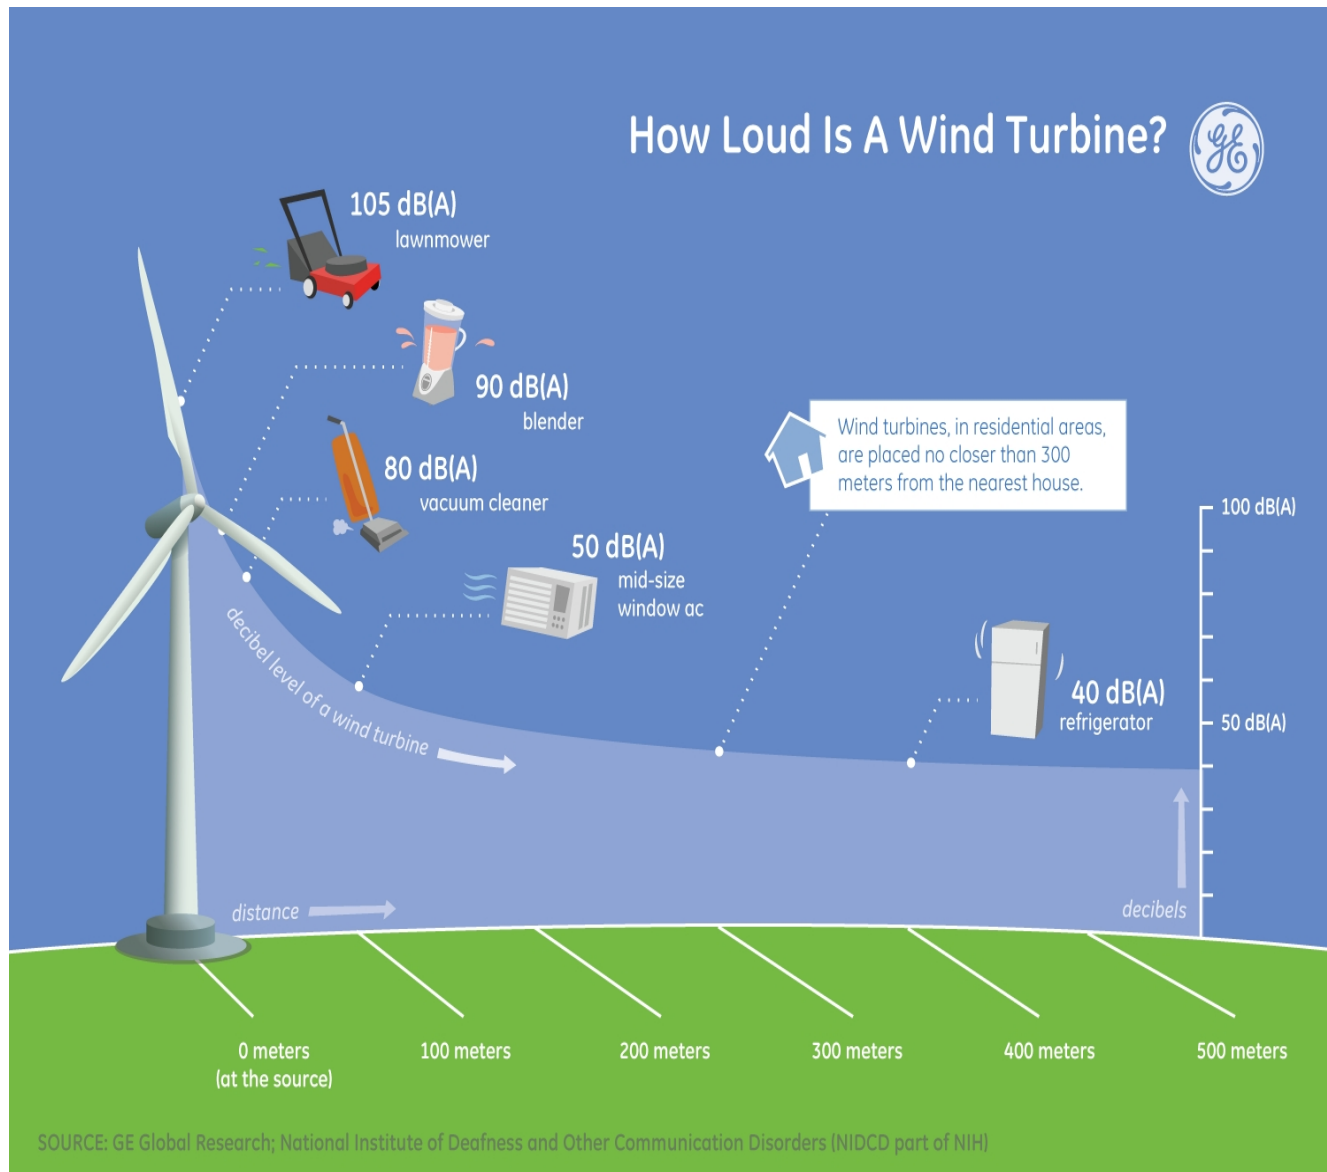 How Loud Is A Wind Turbine?
GE
105 dB(A)
lawnmower
90 dB(A)
blender
80 dB(A)
vacuum cleaner
50 dB(A)
mid-size
window ac
Wind turbines, in residential areas,
are placed no closer than 300
meters from the nearest house.
100 dB(A)
40 dB(A)
refrigerator
50 dB(A)
decibel level of a wind turbine
distance
decibels
0 meters
(at the source)
100 meters
200 meters
300 meters
400 meters
500 meters
SOURCE: GE Global Research; National Institute of Deafness and Other Communication Disorders (NIDCD part of NIH)